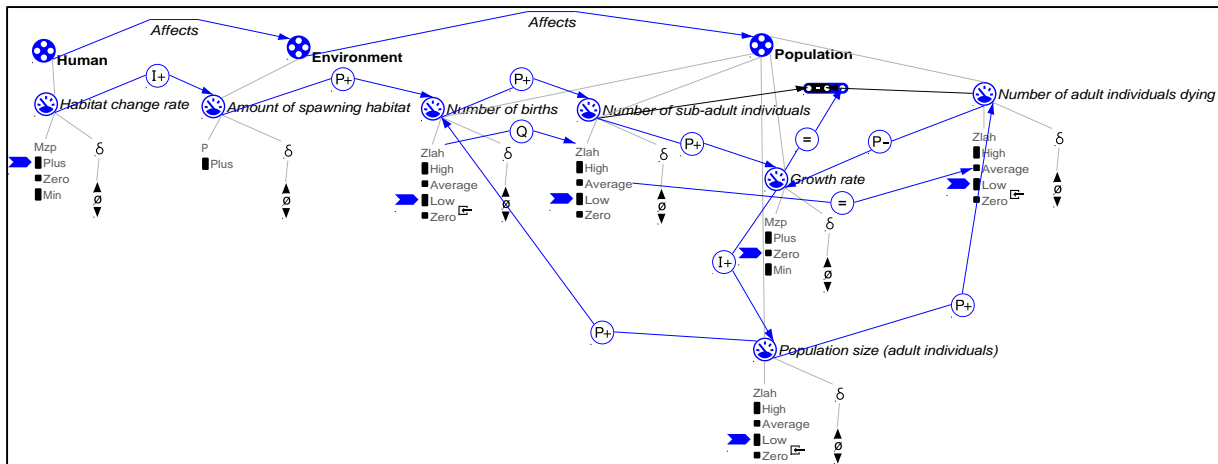 Affects
Affects
Human
Environment
Population
I+
P+
P+
Habitat change rate
Amount of spawning habitat
Number of births
Number of sub-adult individuals
Number of adult individuals dying
Q
P+
=
P-
Mzp
Plus
Zero
Min
δ
P
Plus
δ
Zlah
High
Average
Low
Zero
δ
Zlah
High
Average
Low
Zero
δ
Growth rate
=
Mzp
Plus
Zero
Min
δ
Zlah
High
Average
Low
Zero
δ
ø
ø
ø
ø
ø
ø
I+
P+
P+
Population size (adult individuals)
Zlah
High
Average
Low
Zero
δ
ø